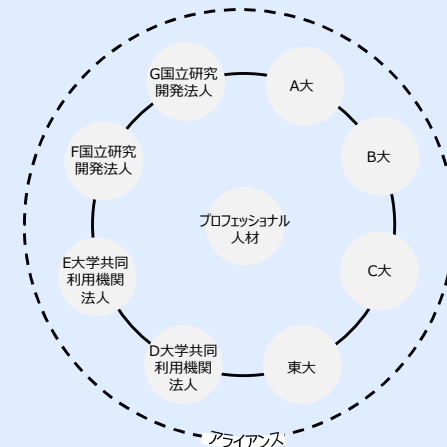 G国立研究
開発法人
A大
F国立研究
開発法人
B大
プロフェッショナル
人材
E大学共同
利用機関
法人
C大
D大学共同
利用機関
法人
東大
アライアンス